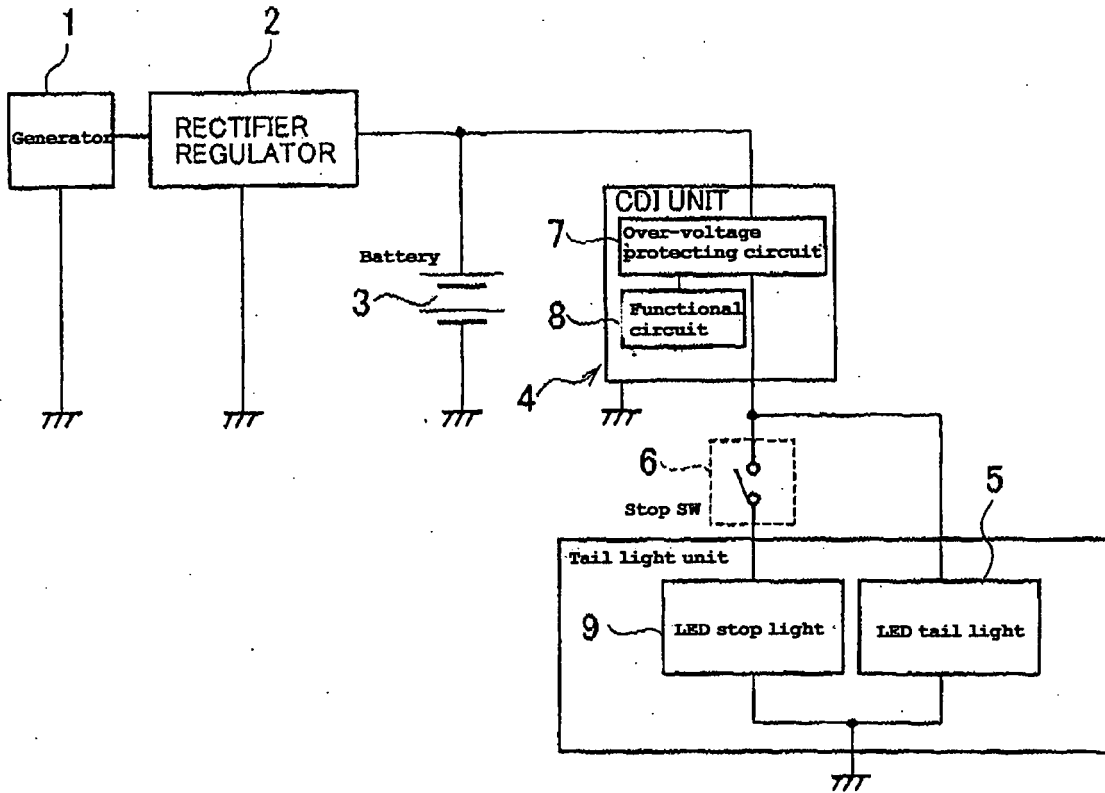 1
2
Generator
RECTIFIER
REGULATOR
CDI UNIT
7
Over-voltage
protecting circuit
Battery
3
8
Functional
circuit
4
6
Stop SW
5
Tail light unit
9
LED stop light
LED tail light